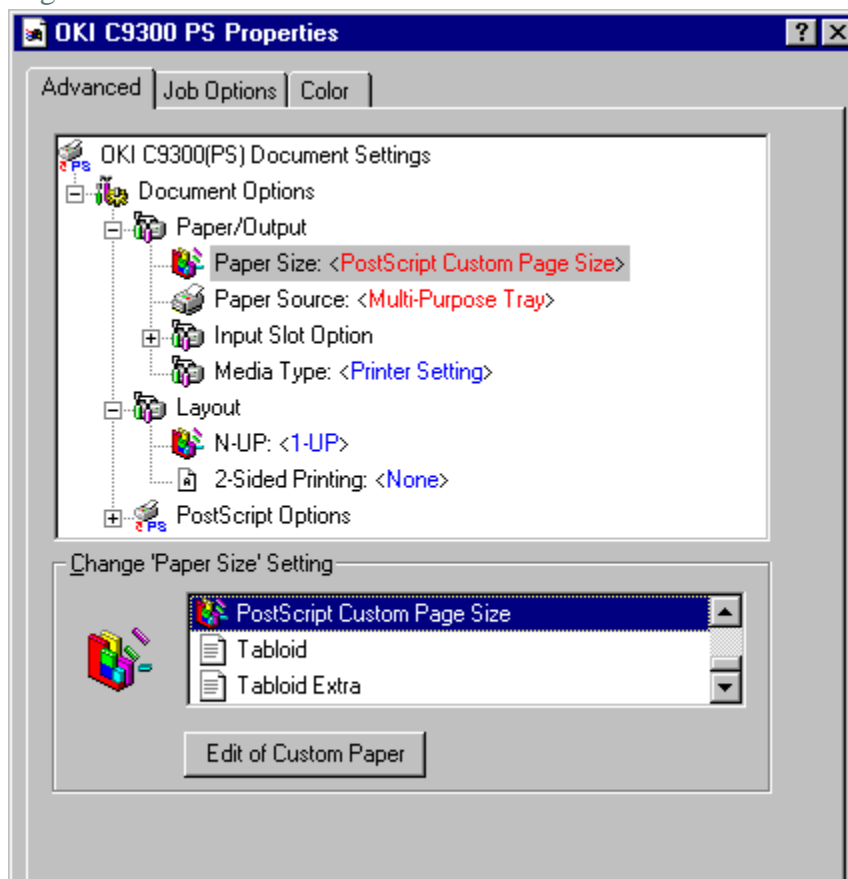 OKI C9300 PS Properties
Advanced
Job Options
Color
OKI C9300(PS) Document Settings
Document Options
Paper/Output
Paper Size: <PostScript Custom Page Size>
Paper Source: <Multi-Purpose Tray>
Input Slot Option
Media Type: <Printer Setting>
Layout
N-UP: <1-UP>
2-Sided Printing: <None>
PostScript Options
Change 'Paper Size' Setting
PostScript Custom Page Size
Tabloid
Tabloid Extra
Edit of Custom Paper